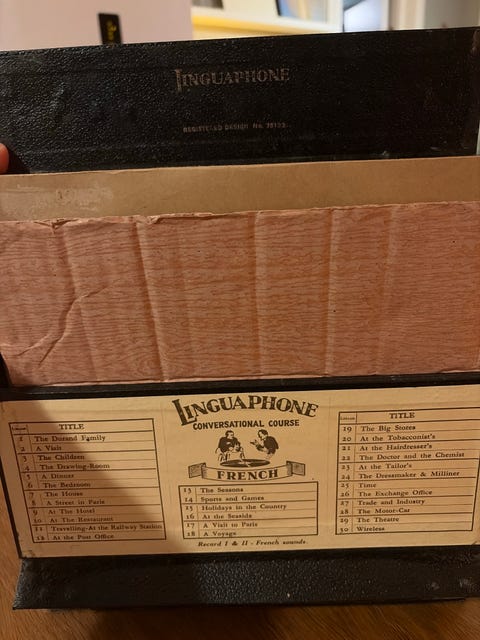 LINGUAPHONE
REGISTERED DESIGN No.
LINGUAPHONE
CONVERSATIONAL COURSE
FRENCH
Lesson TITLE
1 The Durand Family
2 A Visit
3 The Children
4 The Drawing-Room
5 A Dinner
6 The Bedroom
7 The House
8 A Street in Paris
9 At the Hotel
10 At the Restaurant
11 Travelling-At the Railway Station
12 At the Post Office
13 The Seasons
14 Sports and Games
15 Holidays in the Country
16 At the Seaside
17 A Visit to Paris
18 A Voyage
Record I & II - French sounds.
Lesson TITLE
19 The Big Stores
20 At the Tobacconist's
21 At the Hairdresser's
22 The Doctor and the Chemist
23 At the Tailor's
24 The Dressmaker & Milliner
25 Time
26 The Exchange Office
27 Trade and Industry
28 The Motor-Car
29 The Theatre
30 Wireless